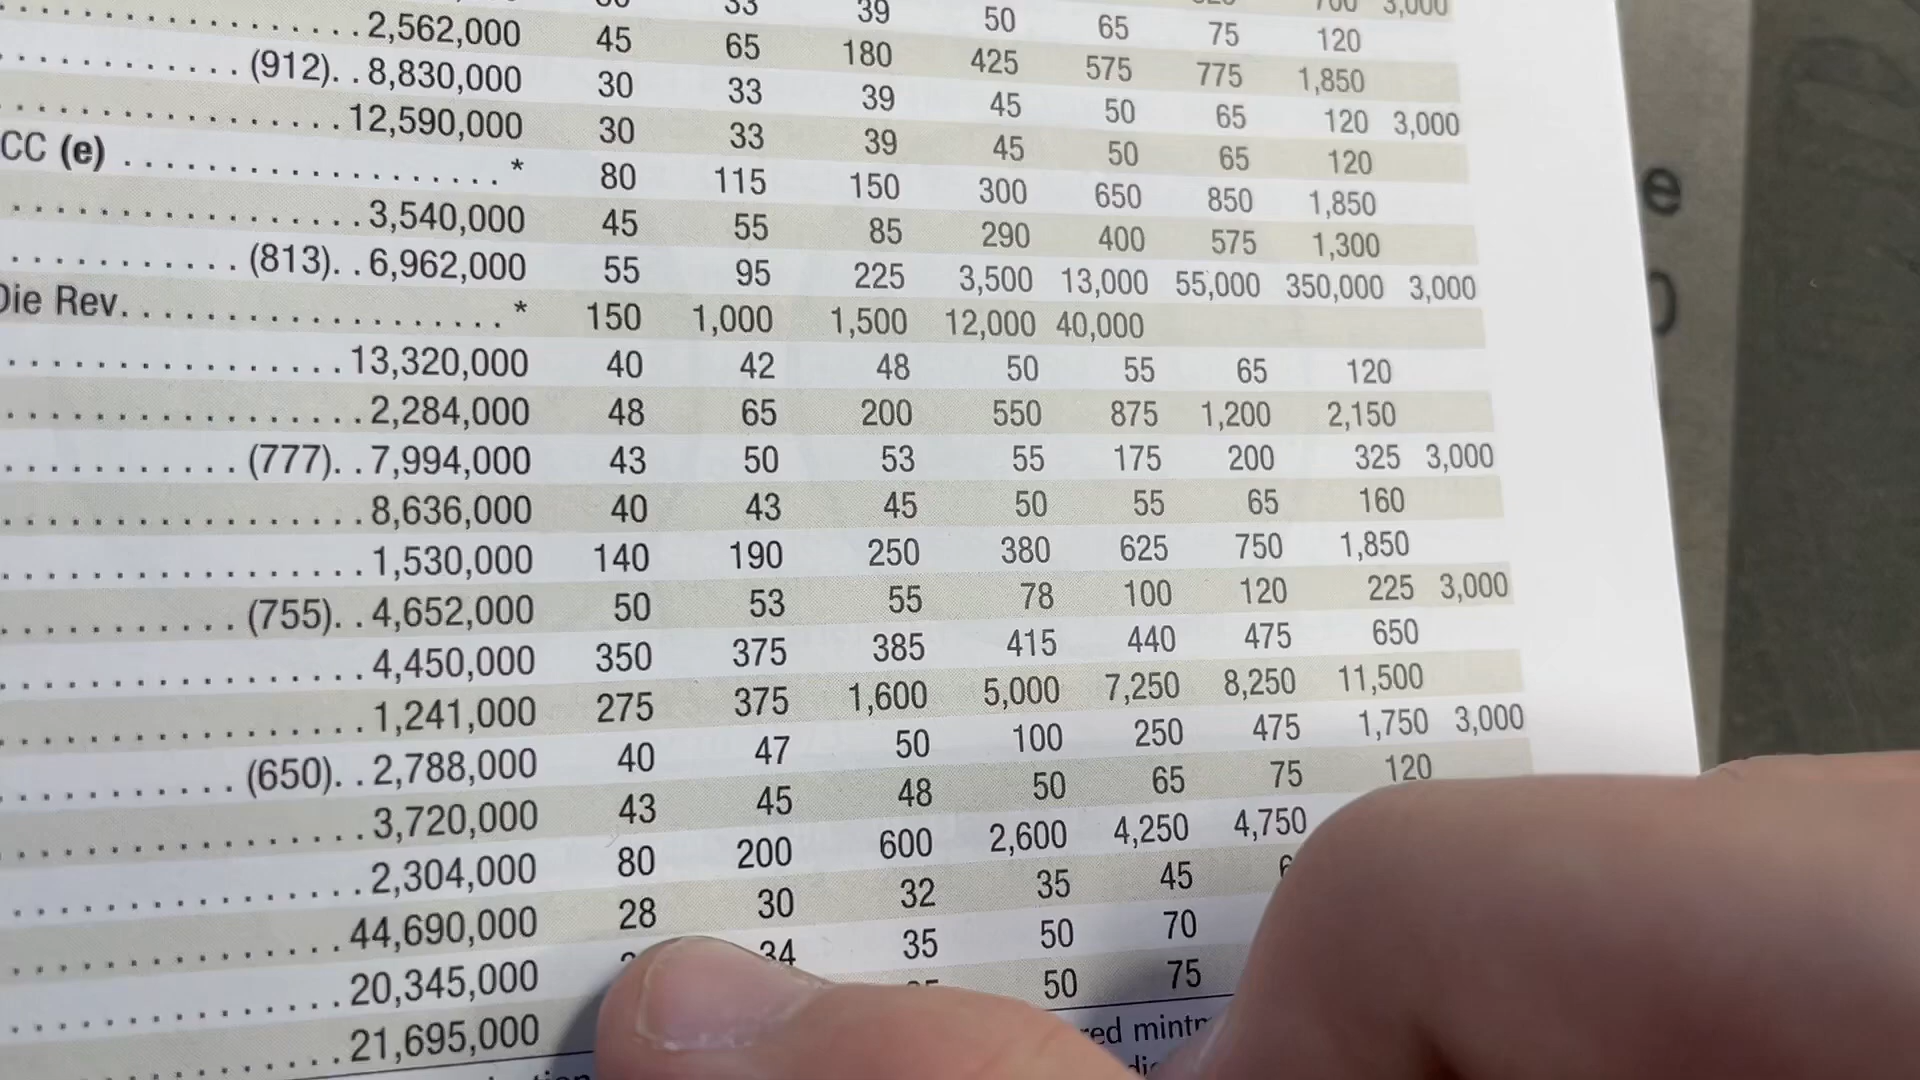 33 39 50 65 75 120 3,000
2,562,000 45 65 180 425 575 775 1,850
(912). . 8,830,000 30 33 39 45 50 65 120 3,000
12,590,000 30 33 39 45 50 65 120
CC (e) * 80 115 150 300 650 850 1,850
3,540,000 45 55 85 290 400 575 1,300
(813). . 6,962,000 55 95 225 3,500 13,000 55,000 350,000 3,000
Die Rev. * 150 1,000 1,500 12,000 40,000
13,320,000 40 42 48 50 55 65 120
2,284,000 48 65 200 550 875 1,200 2,150
(777). . 7,994,000 43 50 53 55 175 200 325 3,000
8,636,000 40 43 45 50 55 65 160
1,530,000 140 190 250 380 625 750 1,850
(755). . 4,652,000 50 53 55 78 100 120 225 3,000
4,450,000 350 375 385 415 440 475 650
1,241,000 275 375 1,600 5,000 7,250 8,250 11,500
(650). . 2,788,000 40 47 50 100 250 475 1,750 3,000
3,720,000 43 45 48 50 65 75 120
2,304,000 80 200 600 2,600 4,250 4,750
44,690,000 28 30 32 35 45
20,345,000 34 35 50 70
21,695,000 50 75
e